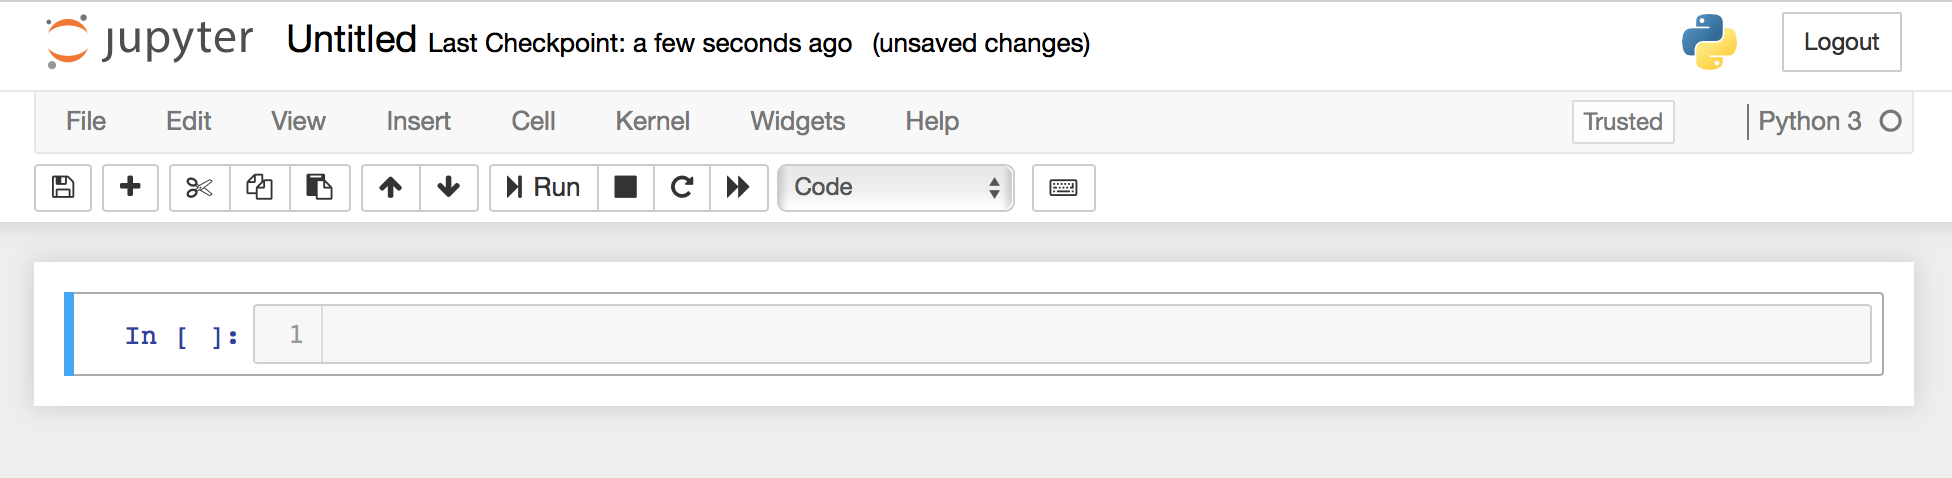 jupyter Untitled Last Checkpoint: a few seconds ago (unsaved changes) Logout
File Edit View Insert Cell Kernel Widgets Help Trusted Python 3
Run Code
In [ ]: 1